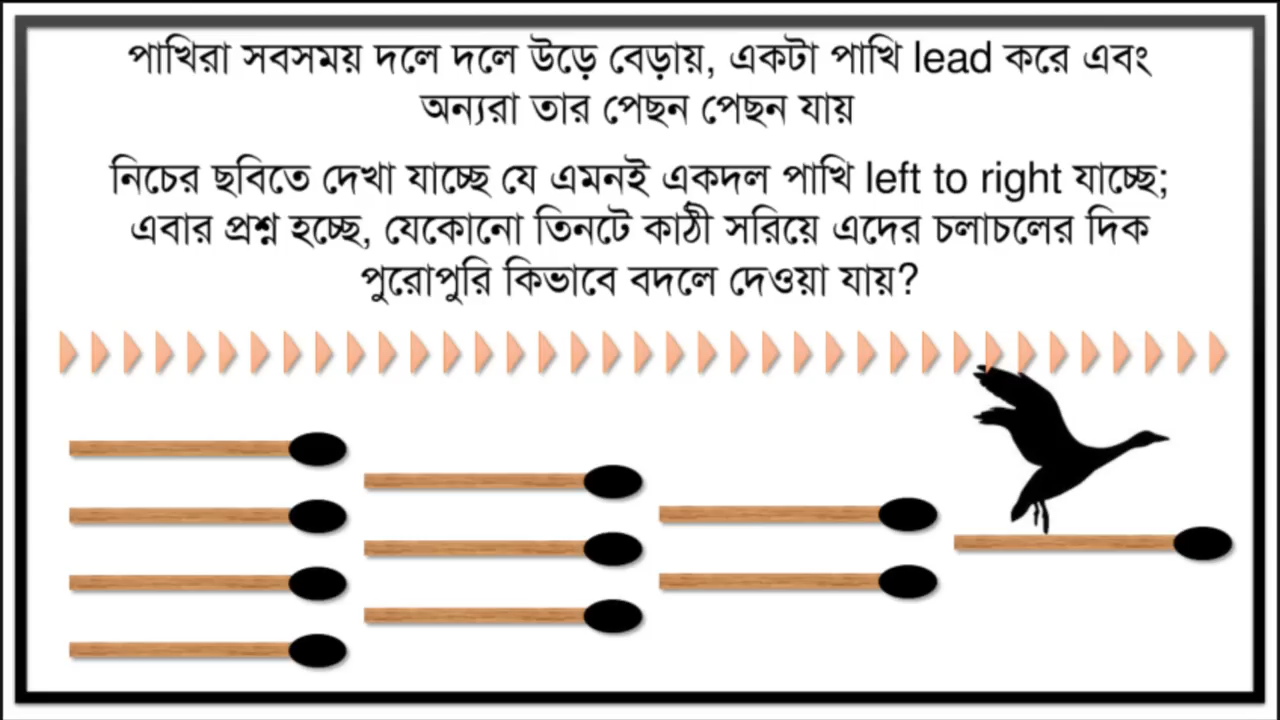 পাখিরা সবসময় দলে দলে উড়ে বেড়ায়, একটা পাখি lead করে এবং
অন্যরা তার পেছন পেছন যায়
নিচের ছবিতে দেখা যাচ্ছে যে এমনই একদল পাখি left to right যাচ্ছে;
এবার প্রশ্ন হচ্ছে, যেকোনো তিনটে কাঠী সরিয়ে এদের চলাচলের দিক
পুরোপুরি কিভাবে বদলে দেওয়া যায়?